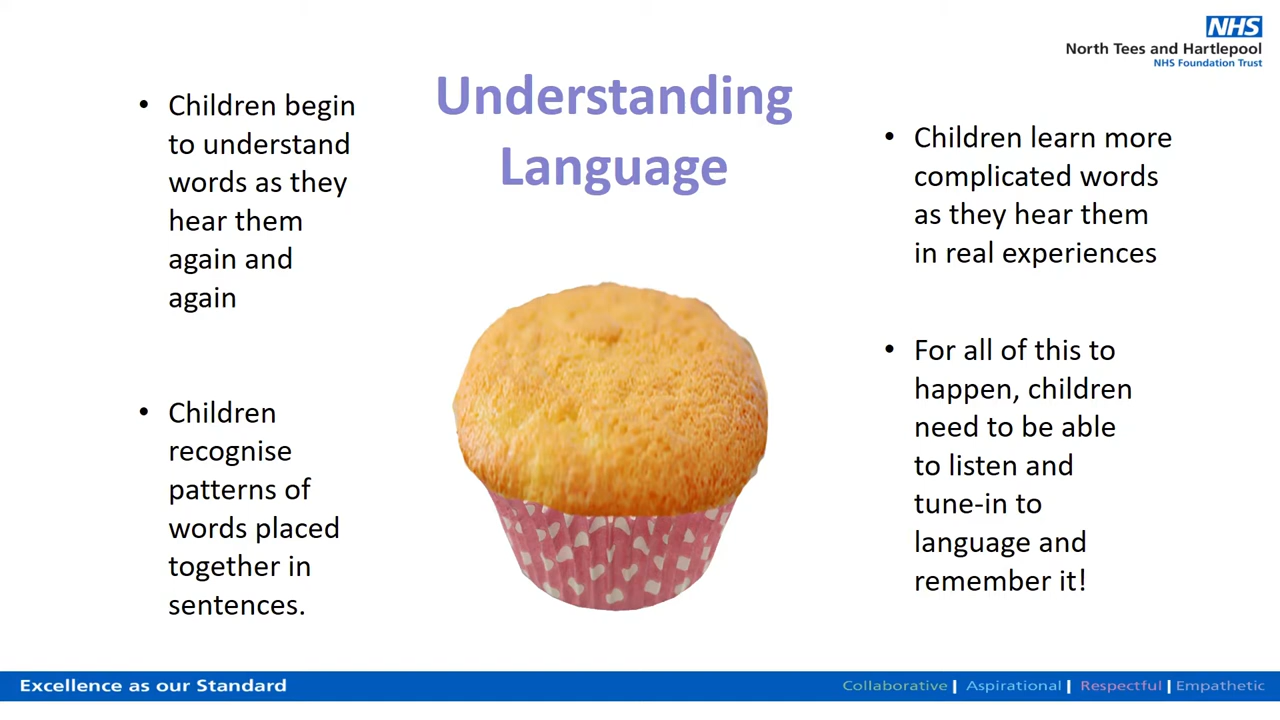 NHS
North Tees and Hartlepool
NHS Foundation Trust
Understanding
Language
• Children begin
to understand
words as they
hear them
again and
again
• Children
recognise
patterns of
words placed
together in
sentences.
• Children learn more
complicated words
as they hear them
in real experiences
• For all of this to
happen, children
need to be able
to listen and
tune-in to
language and
remember it!
Excellence as our Standard
Collaborative | Aspirational | Respectful | Empathetic